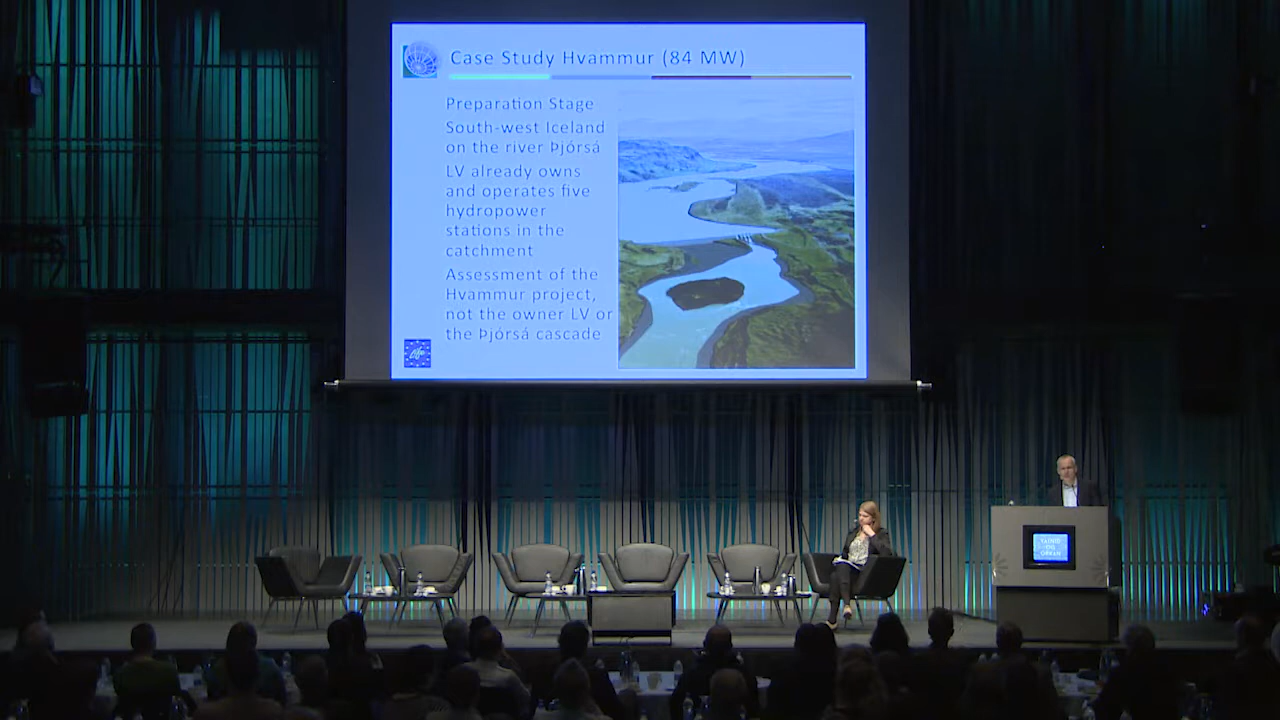 Case Study Hvammur (84 MW)
Preparation Stage
South-west Iceland
on the river Þjórsá
LV already owns
and operates five
hydropower
stations in the
catchment
Assessment of the
Hvammur project,
not the owner LV or
the Þjórsá cascade